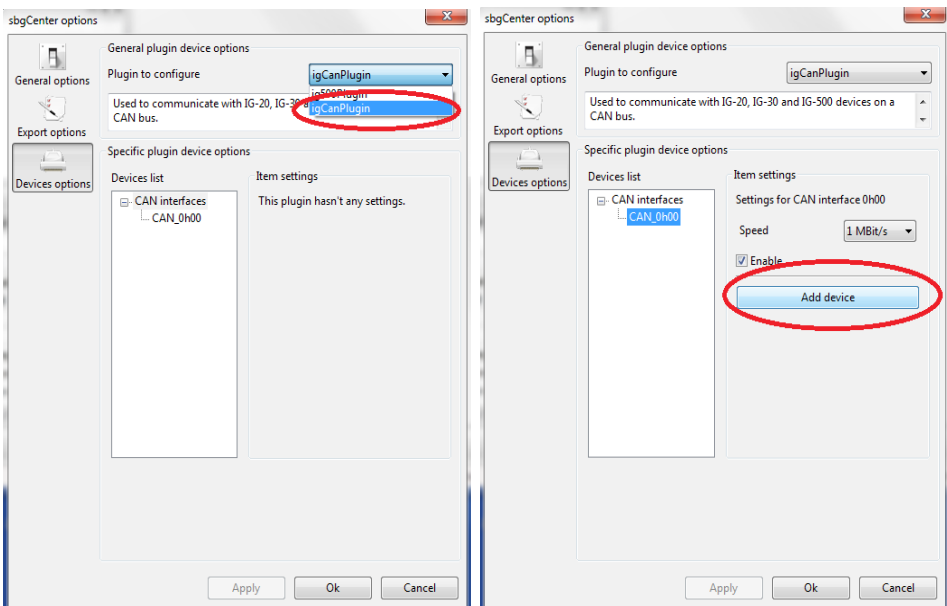 sbgCenter options
General options
Export options
Devices options
General plugin device options
Plugin to configure
igCanPlugin
ig500Plugin
igCanPlugin
Used to communicate with IG-20, IG-30 a
CAN bus.
Specific plugin device options
Devices list
CAN interfaces
CAN_0h00
Item settings
This plugin hasn't any settings.
Apply
Ok
Cancel
sbgCenter options
General options
Export options
Devices options
General plugin device options
Plugin to configure
igCanPlugin
Used to communicate with IG-20, IG-30 and IG-500 devices on a
CAN bus.
Specific plugin device options
Devices list
CAN interfaces
CAN_0h00
Item settings
Settings for CAN interface 0h00
Speed
1 MBit/s
Enable
Add device
Apply
Ok
Cancel